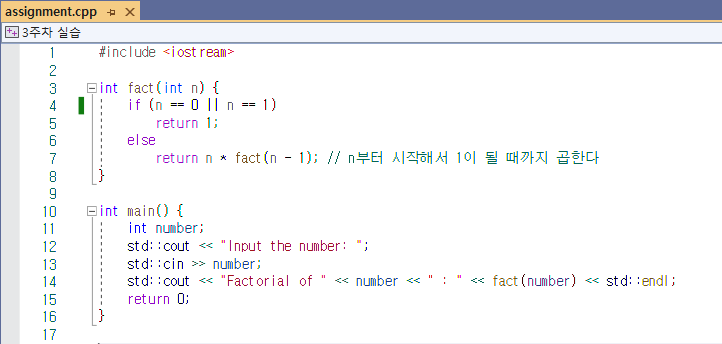 assignment.cpp
3주차 실습
1 #include <iostream>
2
3 int fact(int n) {
4 if (n == 0 || n == 1)
5 return 1;
6 else
7 return n * fact(n - 1); // n부터 시작해서 1이 될 때까지 곱한다
8 }
9
10 int main() {
11 int number;
12 std::cout << "Input the number: ";
13 std::cin >> number;
14 std::cout << "Factorial of " << number << " : " << fact(number) << std::endl;
15 return 0;
16 }
17